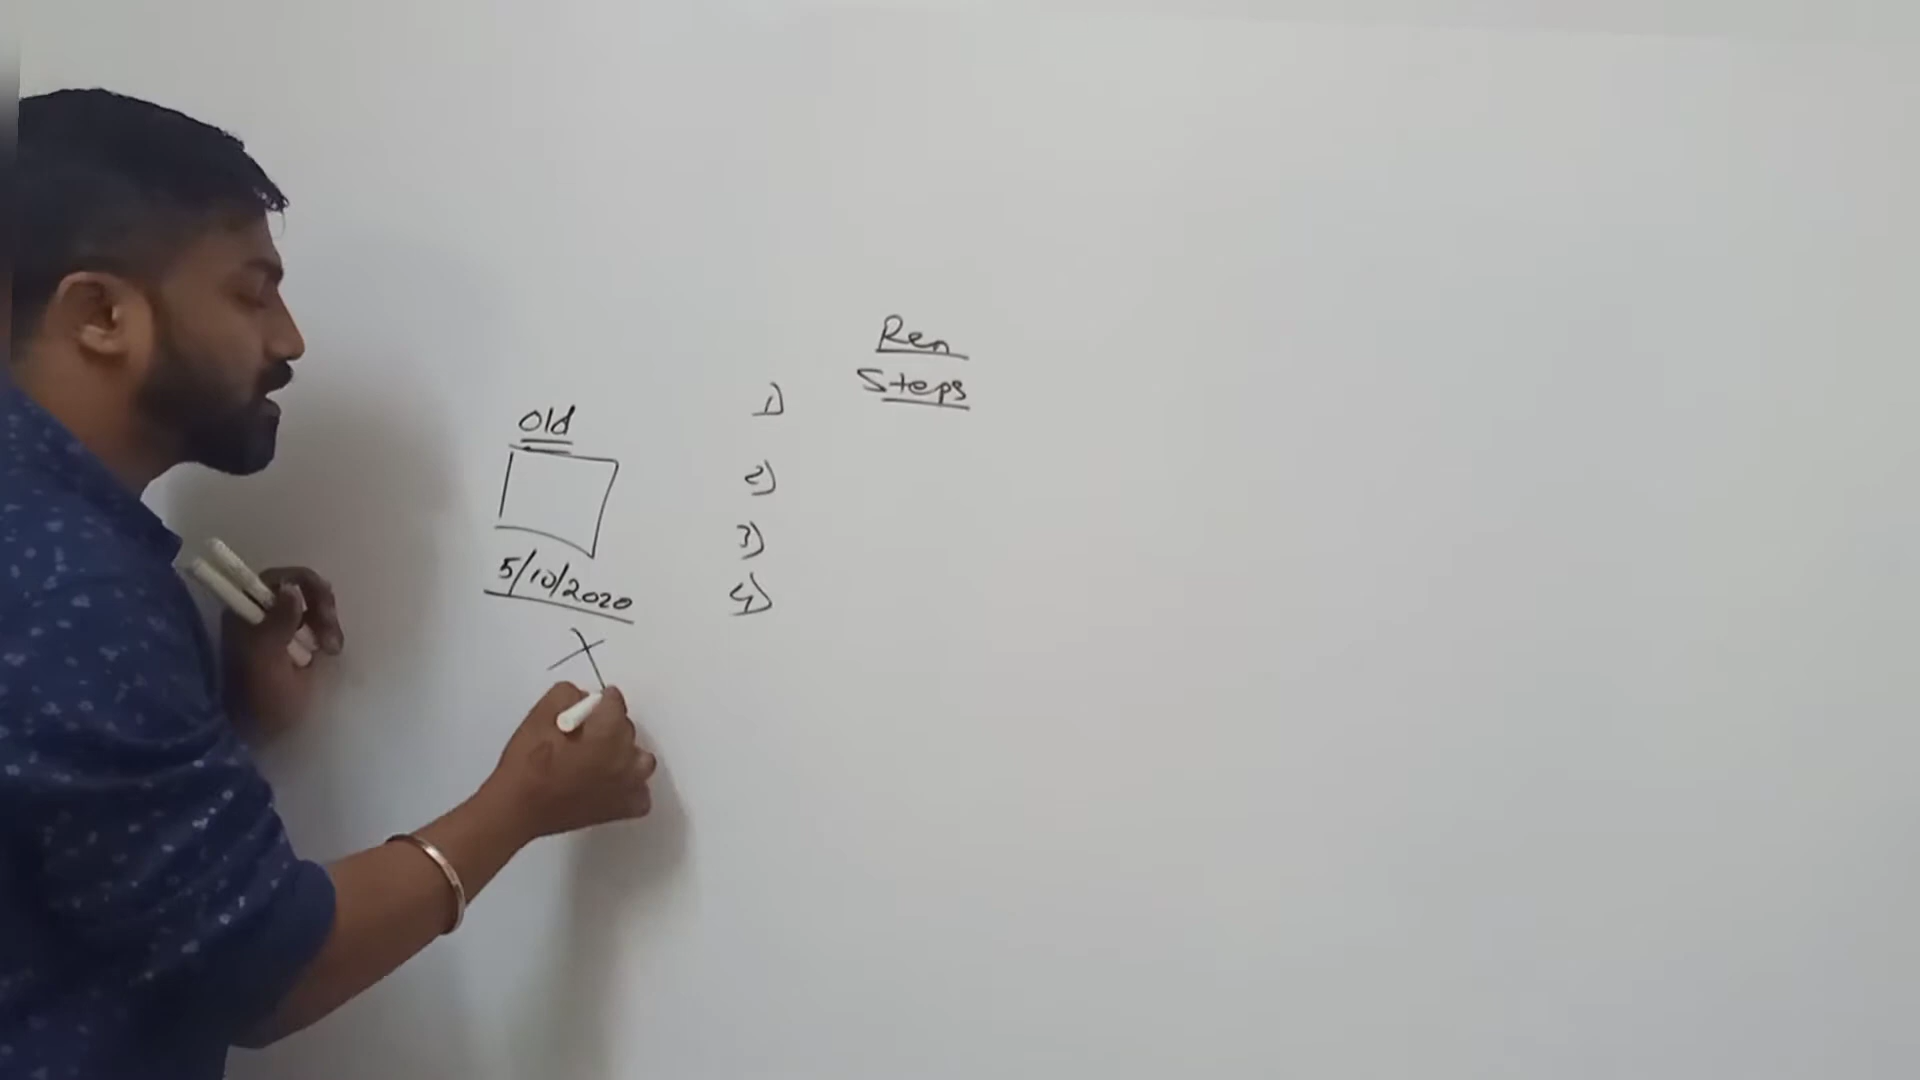 Ren
Steps
Old
5/10/2020
X
1)
2)
3)
4)